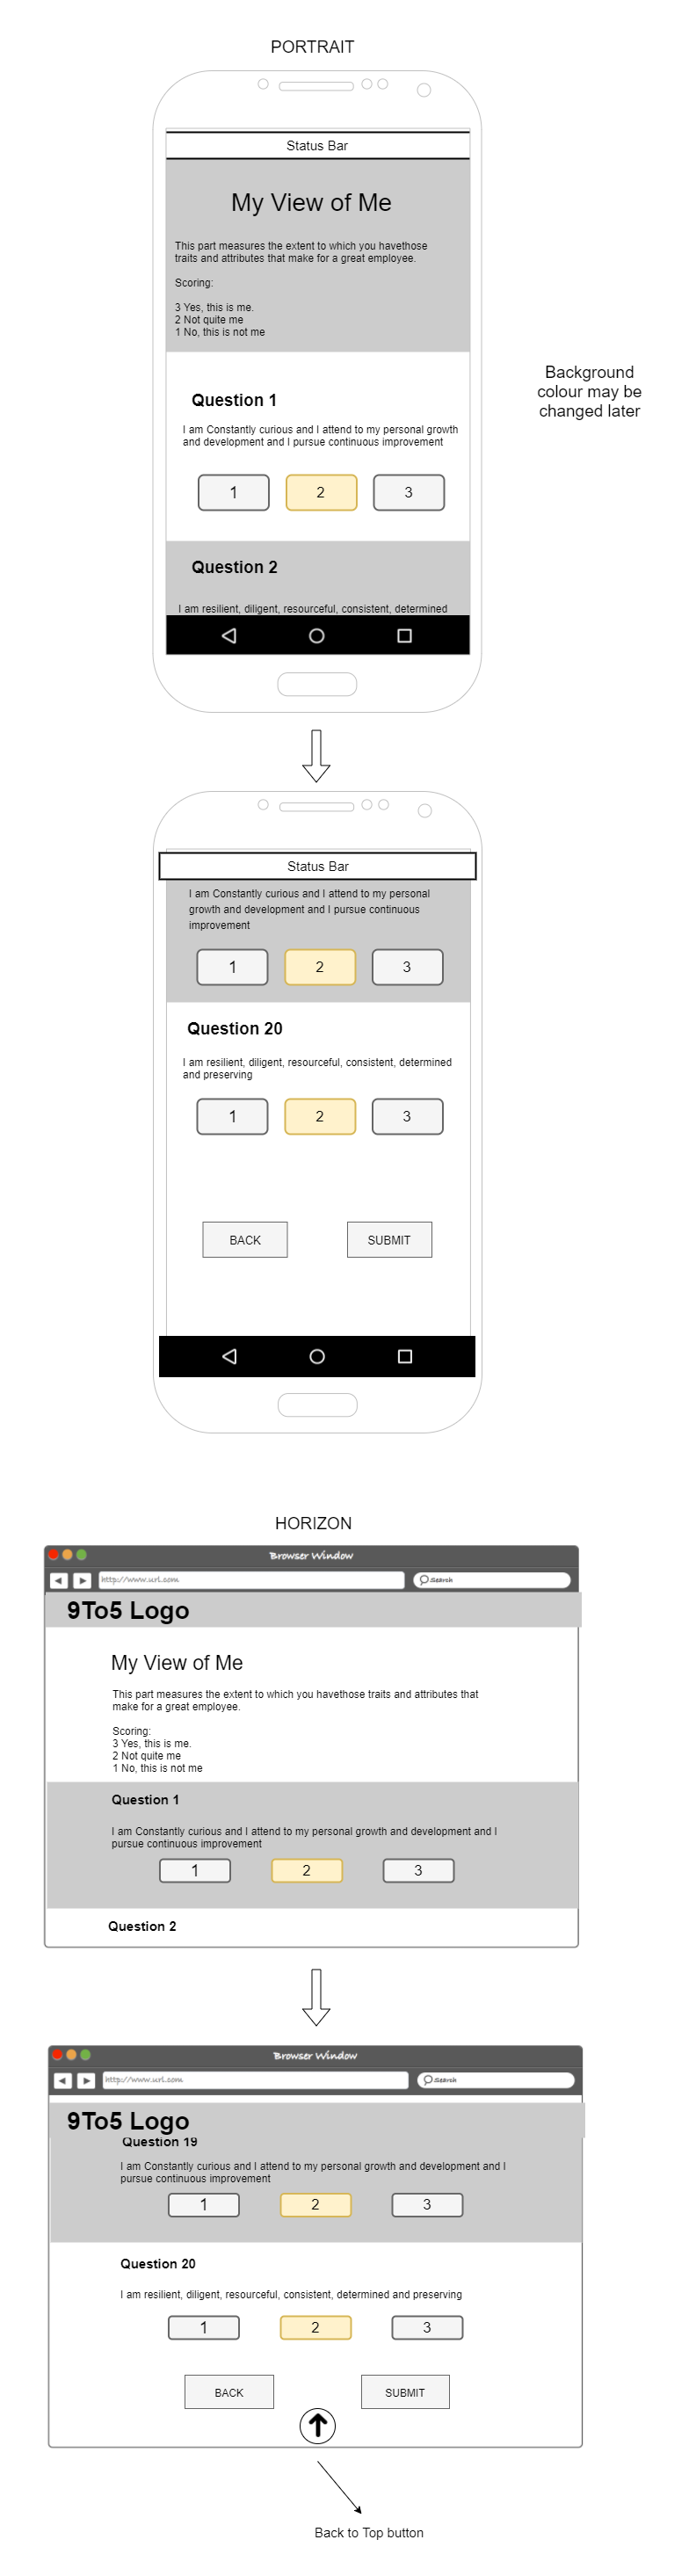 PORTRAIT
Status Bar
My View of Me
This part measures the extent to which you havethose
traits and attributes that make for a great employee.
Scoring:
3 Yes, this is me.
2 Not quite me
1 No, this is not me
Background
colour may be
changed later
Question 1
I am Constantly curious and I attend to my personal growth
and development and I pursue continuous improvement
1 2 3
Question 2
I am resilient, diligent, resourceful, consistent, determined
Status Bar
I am Constantly curious and I attend to my personal
growth and development and I pursue continuous
improvement
1 2 3
Question 20
I am resilient, diligent, resourceful, consistent, determined
and preserving
1 2 3
BACK SUBMIT
HORIZON
Browser Window
http://www.url.com Search
9To5 Logo
My View of Me
This part measures the extent to which you havethose traits and attributes that
make for a great employee.
Scoring:
3 Yes, this is me.
2 Not quite me
1 No, this is not me
Question 1
I am Constantly curious and I attend to my personal growth and development and I
pursue continuous improvement
1 2 3
Question 2
Browser Window
http://www.url.com Search
9To5 Logo
Question 19
I am Constantly curious and I attend to my personal growth and development and I
pursue continuous improvement
1 2 3
Question 20
I am resilient, diligent, resourceful, consistent, determined and preserving
1 2 3
BACK SUBMIT
Back to Top button